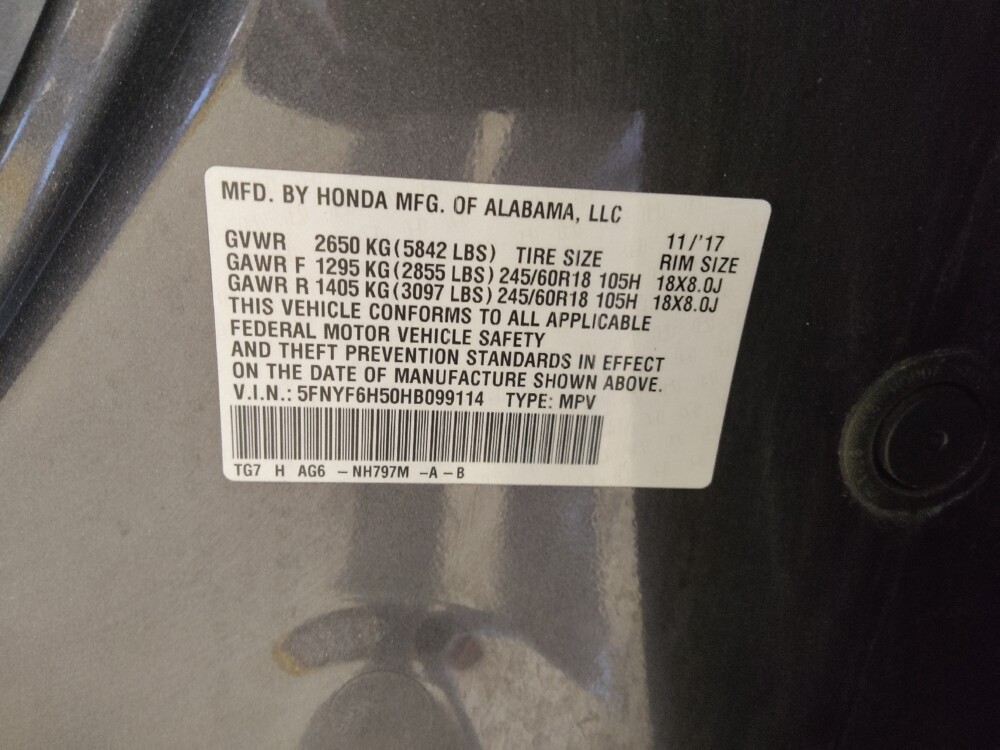 MFD. BY HONDA MFG. OF ALABAMA, LLC
11/'17
GVWR 2650 KG (5842 LBS) TIRE SIZE RIM SIZE
GAWR F 1295 KG (2855 LBS) 245/60R18 105H 18X8.0J
GAWR R 1405 KG (3097 LBS) 245/60R18 105H 18X8.0J
THIS VEHICLE CONFORMS TO ALL APPLICABLE
FEDERAL MOTOR VEHICLE SAFETY
AND THEFT PREVENTION STANDARDS IN EFFECT
ON THE DATE OF MANUFACTURE SHOWN ABOVE.
V.I.N.: 5FNYF6H50HB099114 TYPE: MPV
TG7 H AG6 – NH797M – A – B